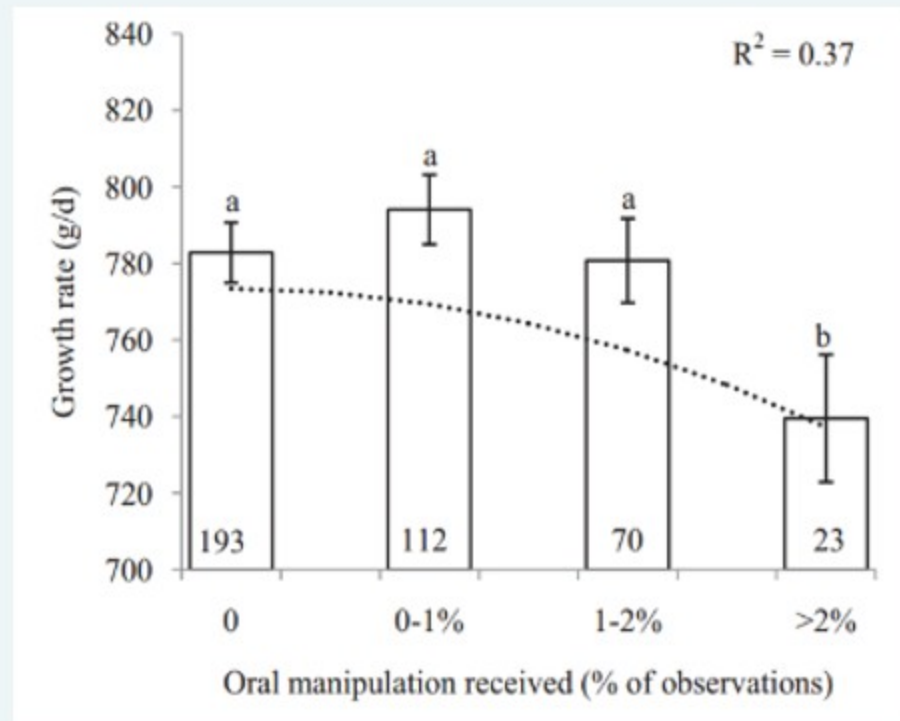 840
R² = 0.37
820
a
800
a
a
780
760
b
740
720
193
112
70
23
700
0
0-1%
1-2%
>2%
Growth rate (g/d)
Oral manipulation received (% of observations)